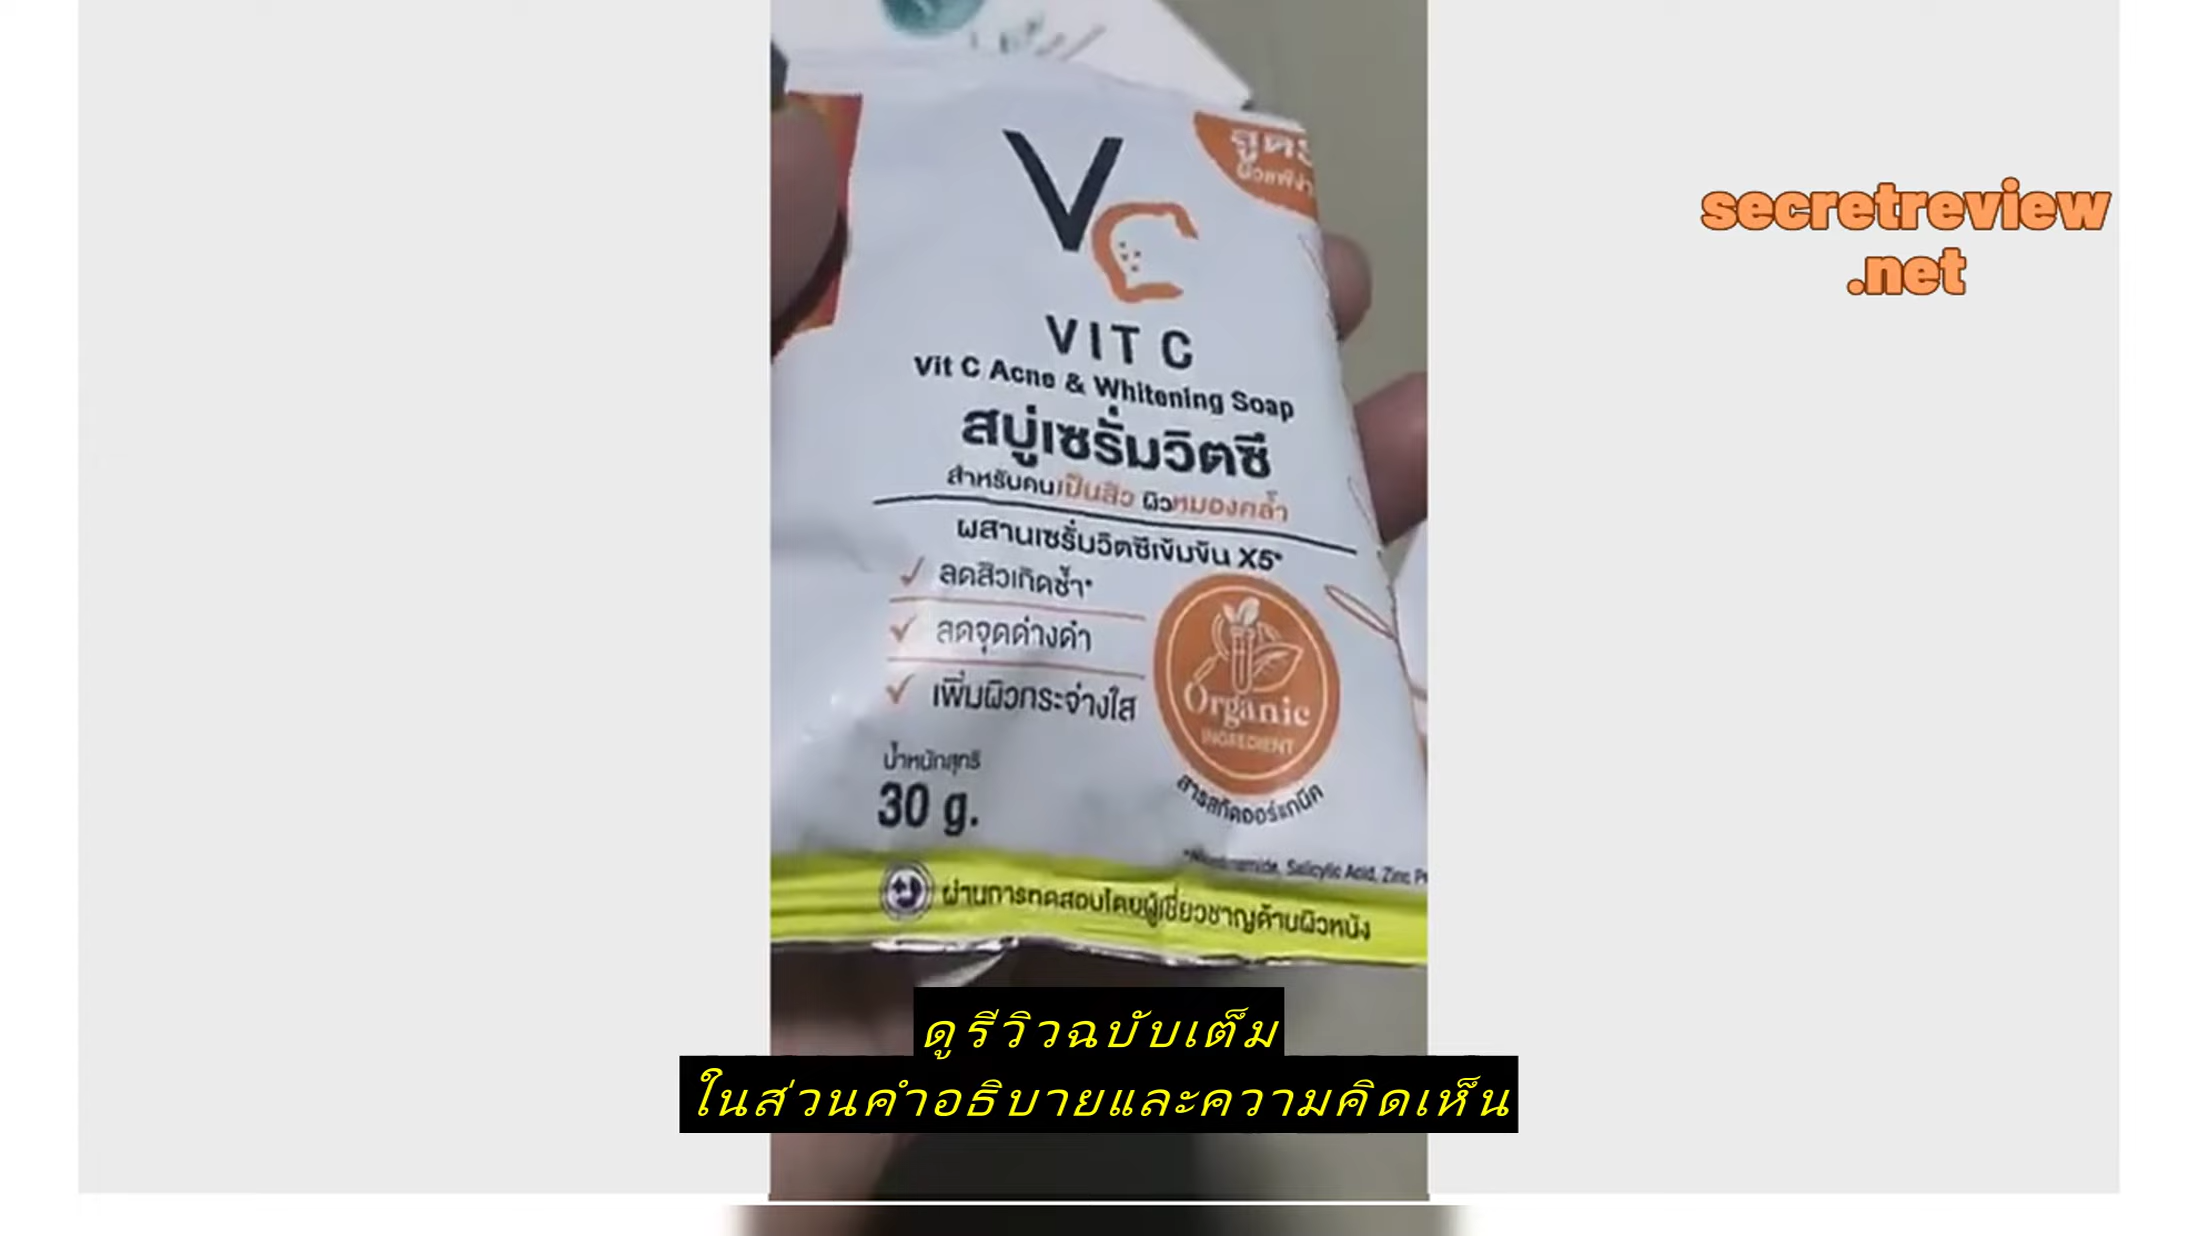 secretreview
.net
VC
VIT C
Vit C Acne & Whitening Soap
สบู่เซรั่มวิตซี
สำหรับคนเป็นสิว ผิวหมองคล้ำ
ผสานเซรั่มวิตซีเข้มข้น X5*
ลดสิวเกิดซ้ำ*
ลดจุดด่างดำ
เพิ่มผิวกระจ่างใส
Organic
INGREDIENT
สารสกัดออร์แกนิค
น้ำหนักสุทธิ
30 g.
Salicylic Acid, Zinc
ผ่านการทดสอบโดยผู้เชี่ยวชาญด้านผิวหนัง
ดูรีวิวฉบับเต็ม
ในส่วนคำอธิบายและความคิดเห็น